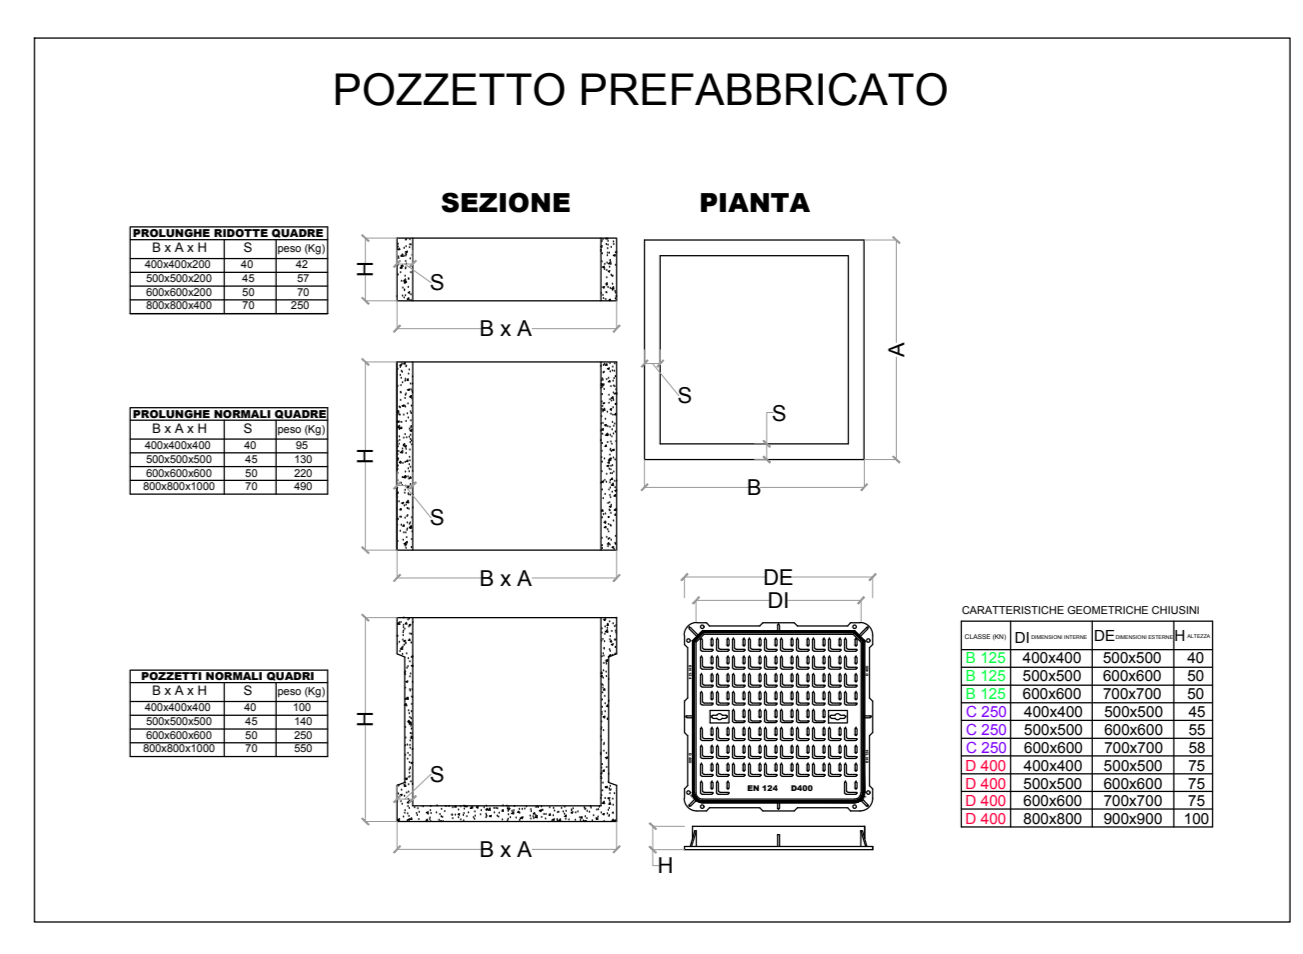 POZZETTO PREFABBRICATO
SEZIONE
PIANTA
PROLUNGHE RIDOTTE QUADRE
B x A x H S peso (Kg)
400x400x200 40 42
500x500x200 45 57
600x600x200 50 70
800x800x400 70 250
H
S
B x A
A
S
S
B
PROLUNGHE NORMALI QUADRE
B x A x H S peso (Kg)
400x400x400 40 95
500x500x500 45 130
600x600x600 50 220
800x800x1000 70 490
H
S
B x A
DE
DI
EN 124 D400
H
POZZETTI NORMALI QUADRI
B x A x H S peso (Kg)
400x400x400 40 100
500x500x500 45 140
600x600x600 50 250
800x800x1000 70 550
H
S
B x A
CARATTERISTICHE GEOMETRICHE CHIUSINI
CLASSE (KN) DI DIMENSIONI INTERNE DE DIMENSIONI ESTERNE H ALTEZZA
B 125 400x400 500x500 40
B 125 500x500 600x600 50
B 125 600x600 700x700 50
C 250 400x400 500x500 45
C 250 500x500 600x600 55
C 250 600x600 700x700 58
D 400 400x400 500x500 75
D 400 500x500 600x600 75
D 400 600x600 700x700 75
D 400 800x800 900x900 100